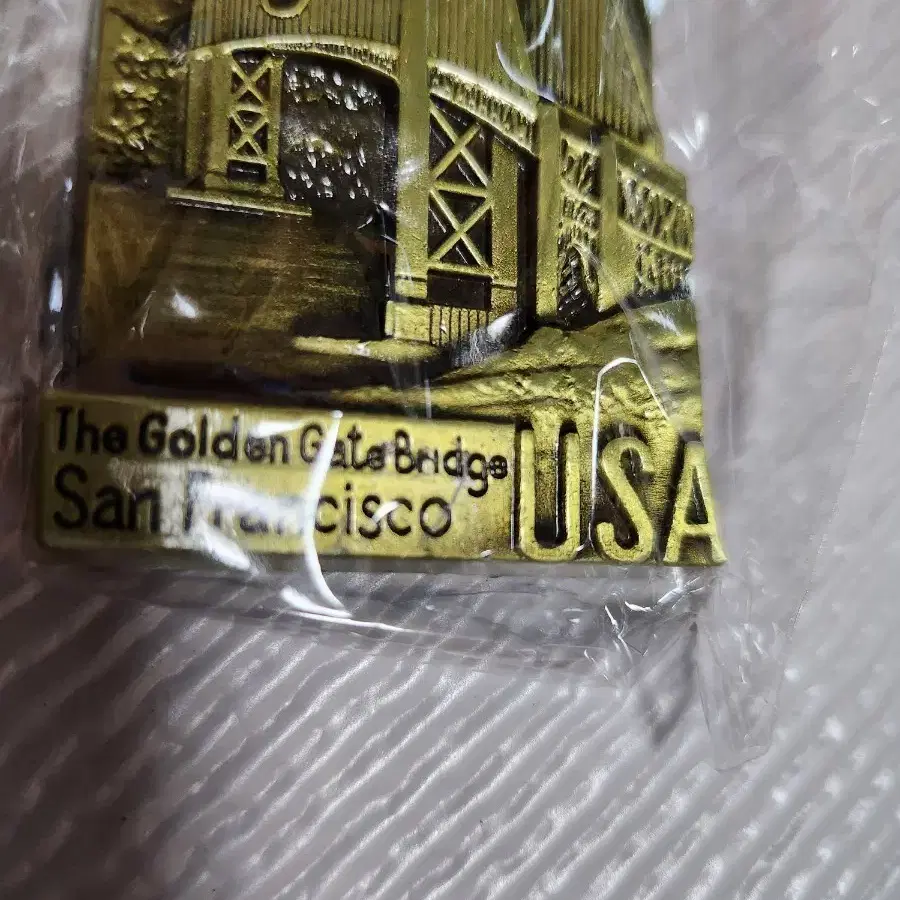 The Golden Gate Bridge
San Francisco
USA